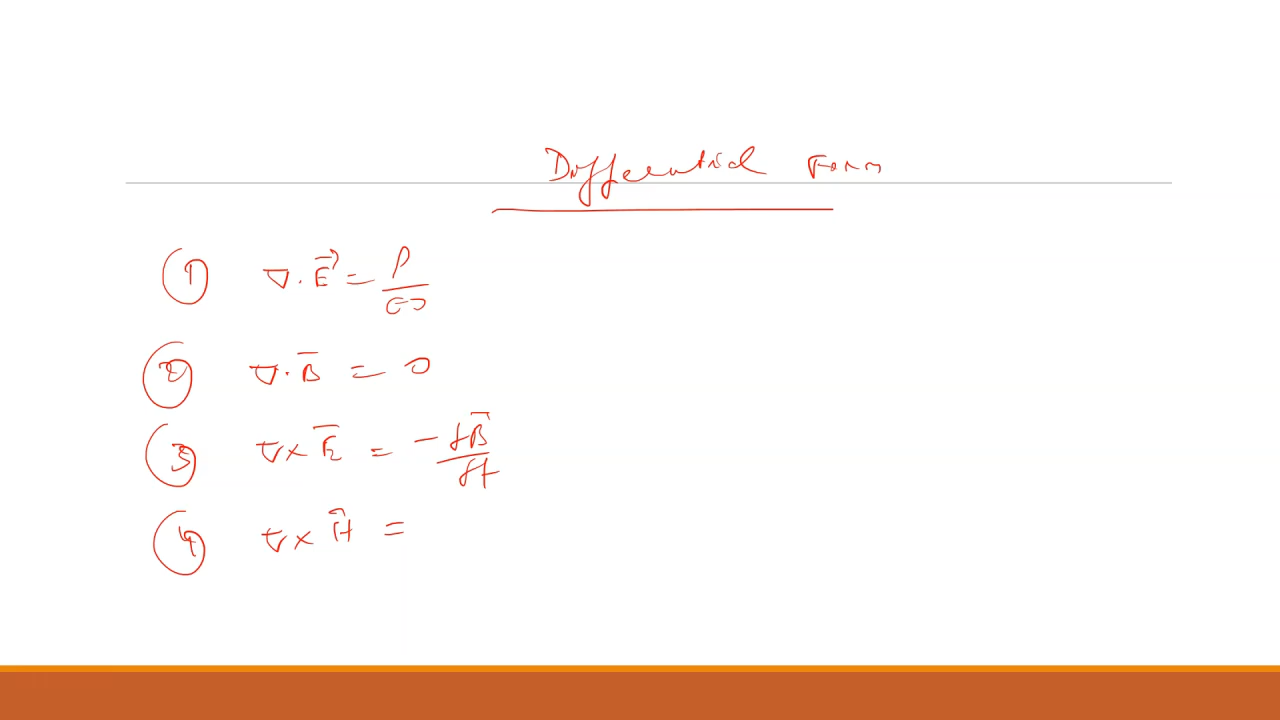 Differential Form
① ∇·E⃗ = ρ/ϵ0
② ∇·B̅ = 0
③ ∇×E̅ = -∂B̅/∂t
④ ∇×H̅ =